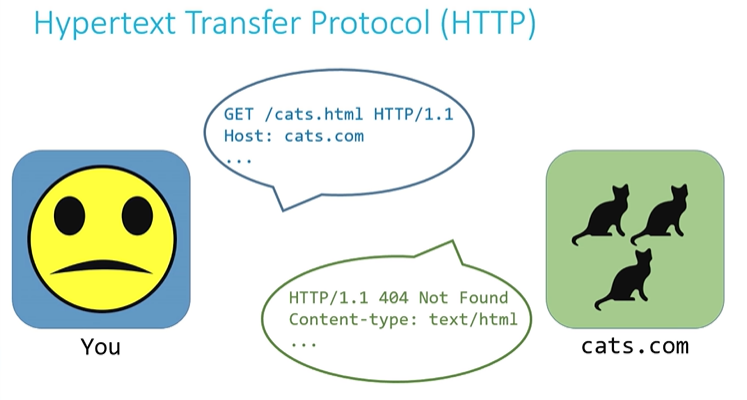 Hypertext Transfer Protocol (HTTP)
GET /cats.html HTTP/1.1
Host: cats.com
...
HTTP/1.1 404 Not Found
Content-type: text/html
...
You
cats.com